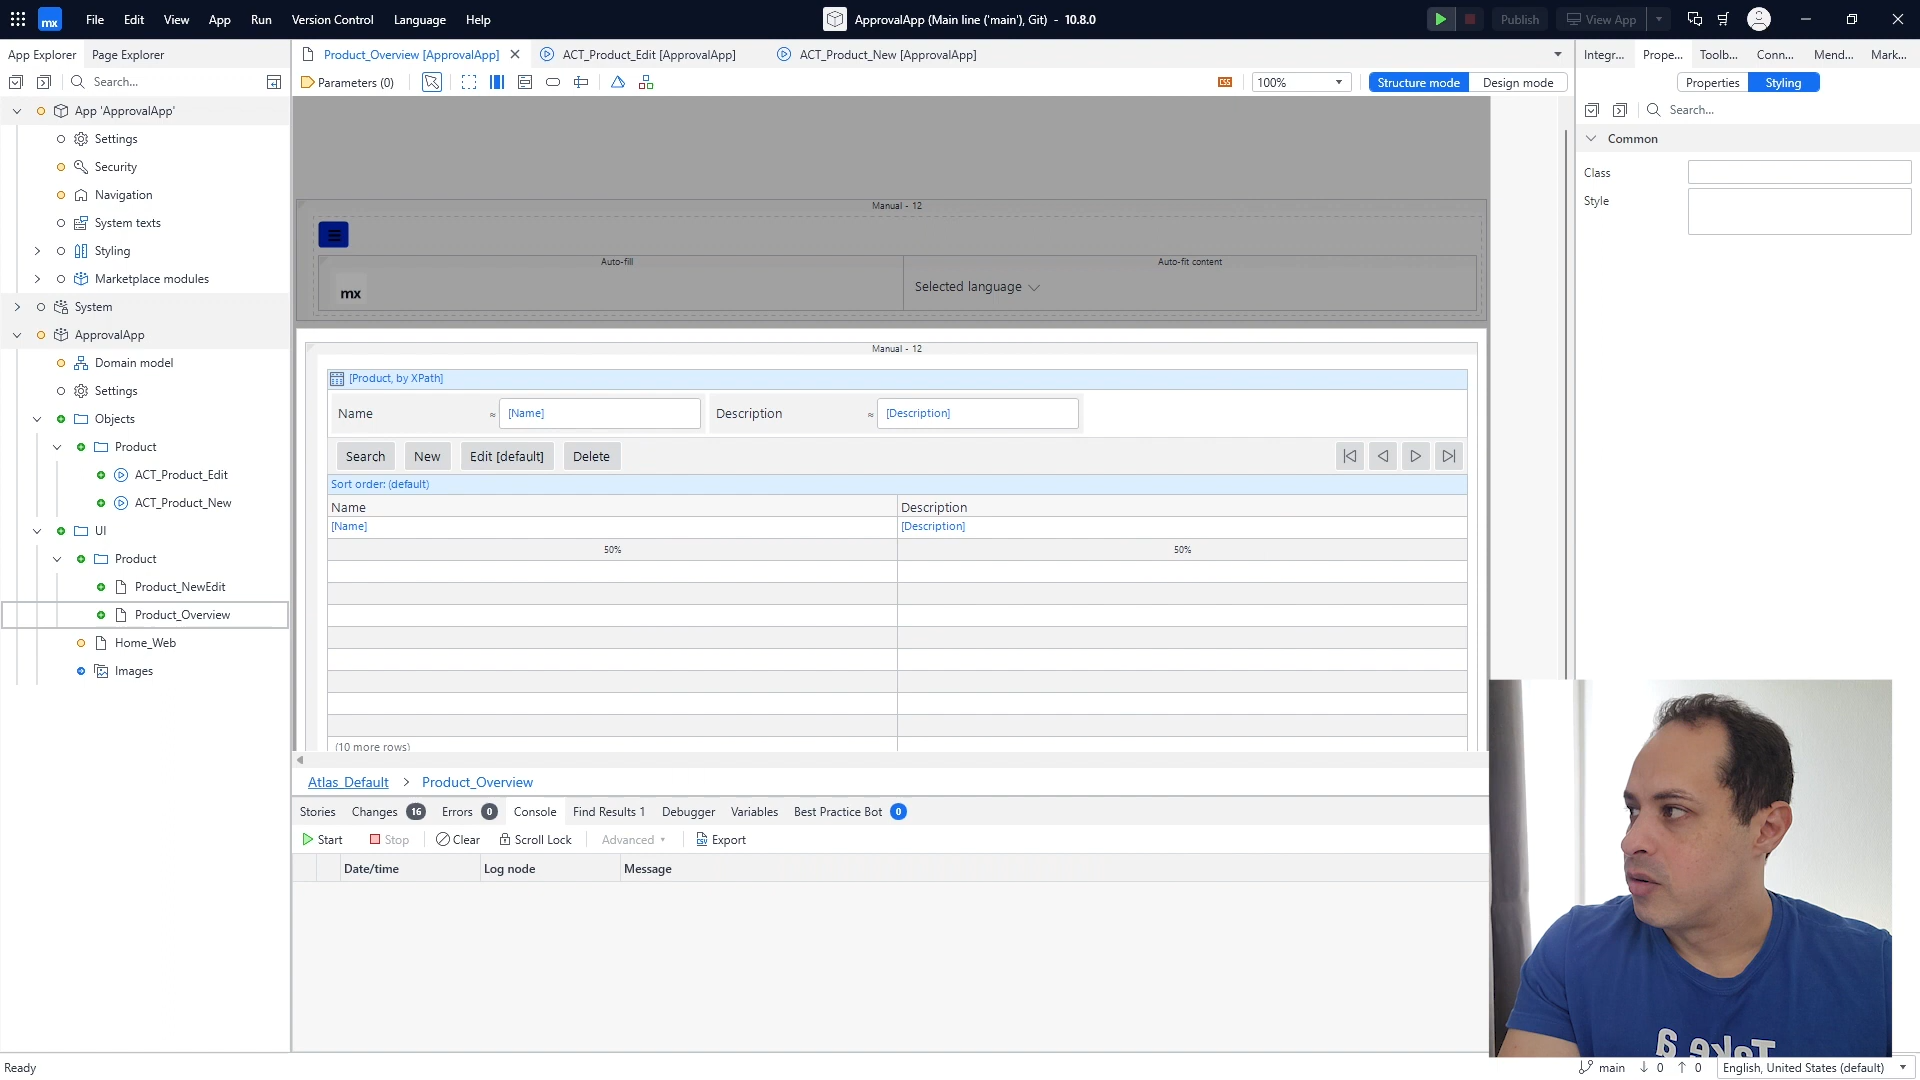 mx File Edit View App Run Version Control Language Help
ApprovalApp (Main line ('main'), Git) - 10.8.0
Publish View App
App Explorer Page Explorer
Product_Overview [ApprovalApp] ACT_Product_Edit [ApprovalApp] ACT_Product_New [ApprovalApp]
Integr... Prope... Toolb... Conn... Mend... Mark...
Search...
Parameters (0)
CSS 100% Structure mode Design mode
Properties Styling
Search...
Common
Class
Style
App 'ApprovalApp'
Settings
Security
Navigation
System texts
Styling
Marketplace modules
System
ApprovalApp
Domain model
Settings
Objects
Product
ACT_Product_Edit
ACT_Product_New
UI
Product
Product_NewEdit
Product_Overview
Home_Web
Images
Manual - 12
Auto-fill Auto-fit content
mx Selected language
Manual - 12
[Product, by XPath]
Name ≈ [Name] Description ≈ [Description]
Search New Edit [default] Delete
Sort order: (default)
Name Description
[Name] [Description]
50% 50%
(10 more rows)
Atlas_Default > Product_Overview
Stories Changes 16 Errors 0 Console Find Results 1 Debugger Variables Best Practice Bot 0
Start Stop Clear Scroll Lock Advanced Export
Date/time Log node Message
Take a
Ready
main 0 0 English, United States (default)